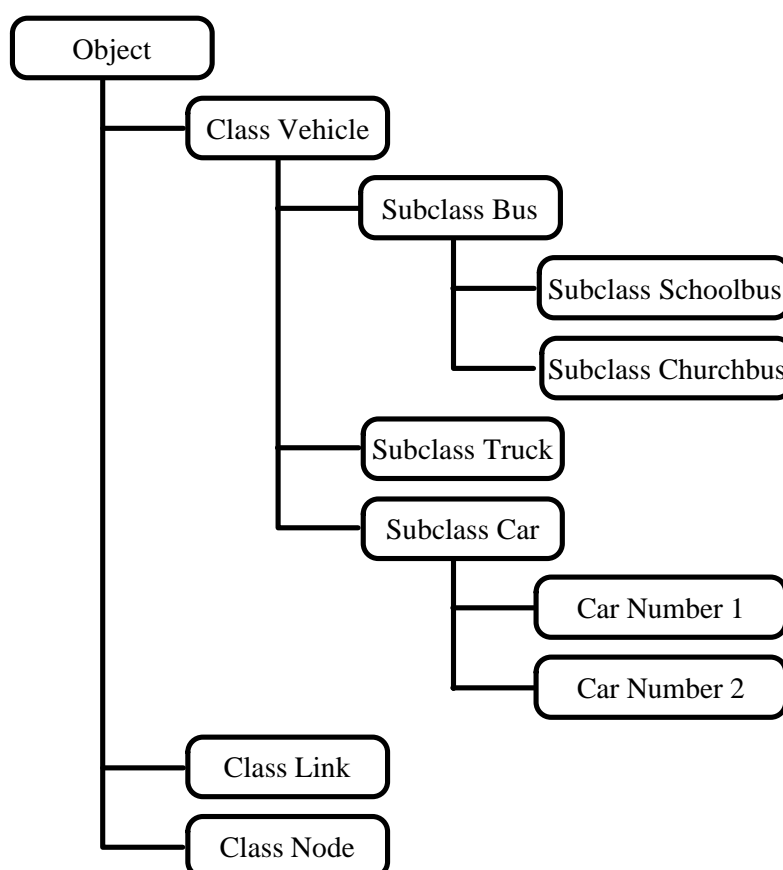 Object
Class Vehicle
Subclass Bus
Subclass Schoolbus
Subclass Churchbus
Subclass Truck
Subclass Car
Car Number 1
Car Number 2
Class Link
Class Node